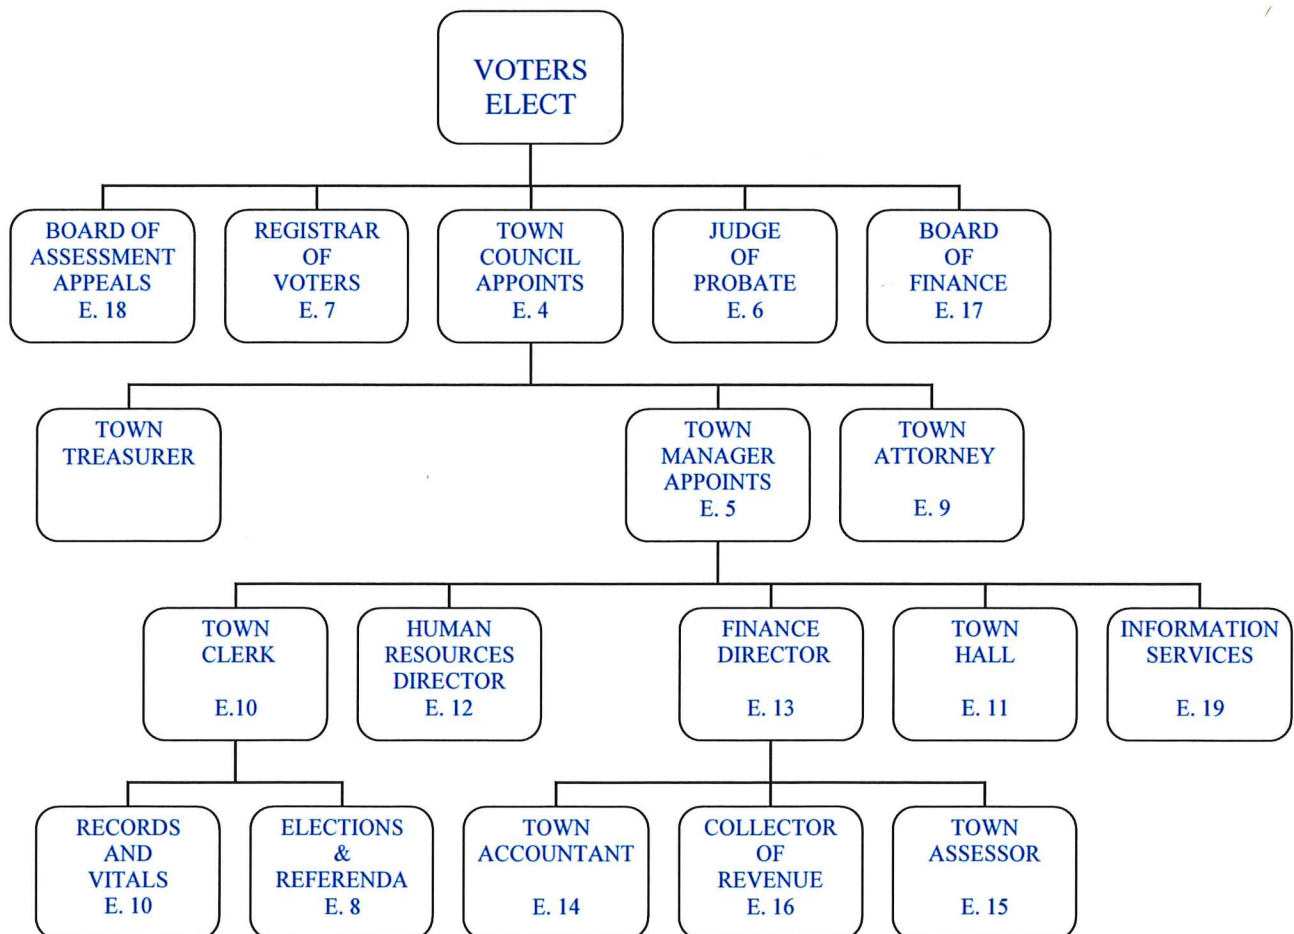 VOTERS
ELECT
BOARD OF
ASSESSMENT
APPEALS
E. 18
REGISTRAR
OF
VOTERS
E. 7
TOWN
COUNCIL
APPOINTS
E. 4
JUDGE
OF
PROBATE
E. 6
BOARD
OF
FINANCE
E. 17
TOWN
TREASURER
TOWN
MANAGER
APPOINTS
E. 5
TOWN
ATTORNEY
E. 9
TOWN
CLERK
E.10
HUMAN
RESOURCES
DIRECTOR
E. 12
FINANCE
DIRECTOR
E. 13
TOWN
HALL
E. 11
INFORMATION
SERVICES
E. 19
RECORDS
AND
VITALS
E. 10
ELECTIONS
&
REFERENDA
E. 8
TOWN
ACCOUNTANT
E. 14
COLLECTOR
OF
REVENUE
E. 16
TOWN
ASSESSOR
E. 15